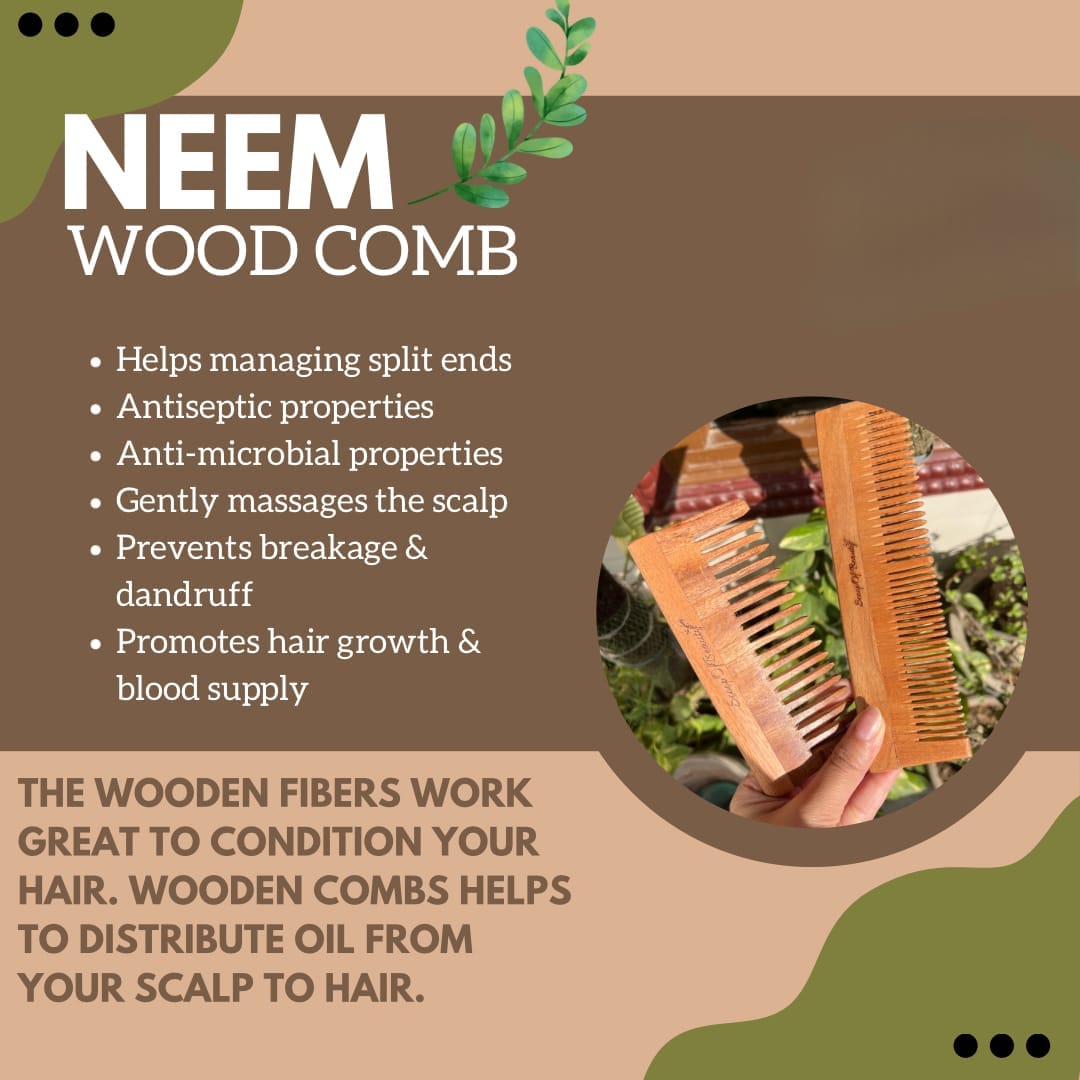 NEEM
WOOD COMB
• Helps managing split ends
• Antiseptic properties
• Anti-microbial properties
• Gently massages the scalp
• Prevents breakage &
dandruff
• Promotes hair growth &
blood supply
THE WOODEN FIBERS WORK
GREAT TO CONDITION YOUR
HAIR. WOODEN COMBS HELPS
TO DISTRIBUTE OIL FROM
YOUR SCALP TO HAIR.